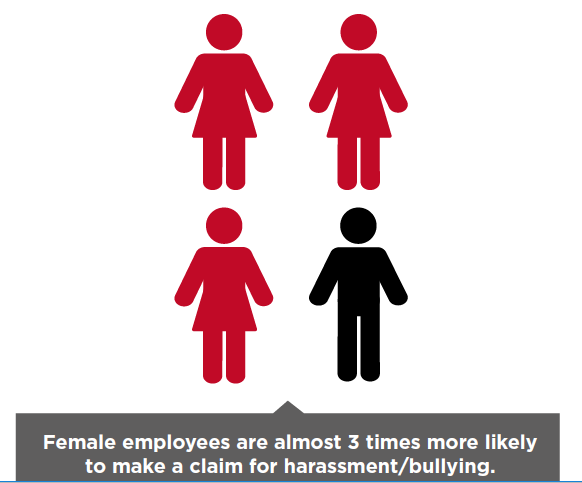 Female employees are almost 3 times more likely
to make a claim for harassment/bullying.